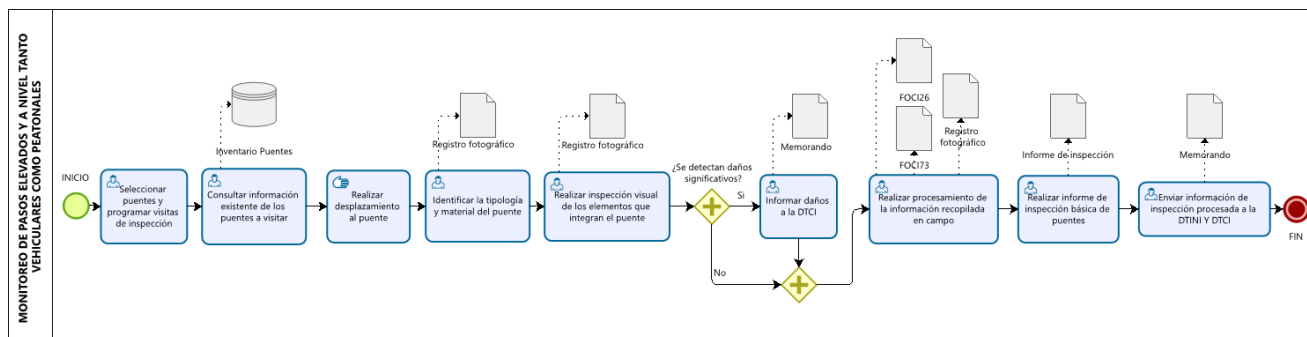 MONITOREO DE PASOS ELEVADOS Y A NIVEL TANTO
VEHICULARES COMO PEATONALES
INICIO
Seleccionar
puentes y
programar visitas
de inspección
Inventario Puentes
Consultar información
existente de los
puentes a visitar
Realizar
desplazamiento
al puente
Registro fotográfico
Identificar la tipología
y material del puente
Registro fotográfico
Realizar inspección visual
de los elementos que
integran el puente
¿Se detectan daños
significativos?
Si
No
Memorando
Informar daños
a la DTCI
FOCI26
FOCI73
Registro
fotográfico
Realizar procesamiento
de la información recopilada
en campo
Informe de inspección
Realizar informe de
inspección básica de
puentes
Memorando
Enviar información de
inspección procesada a la
DTINI Y DTCI
FIN